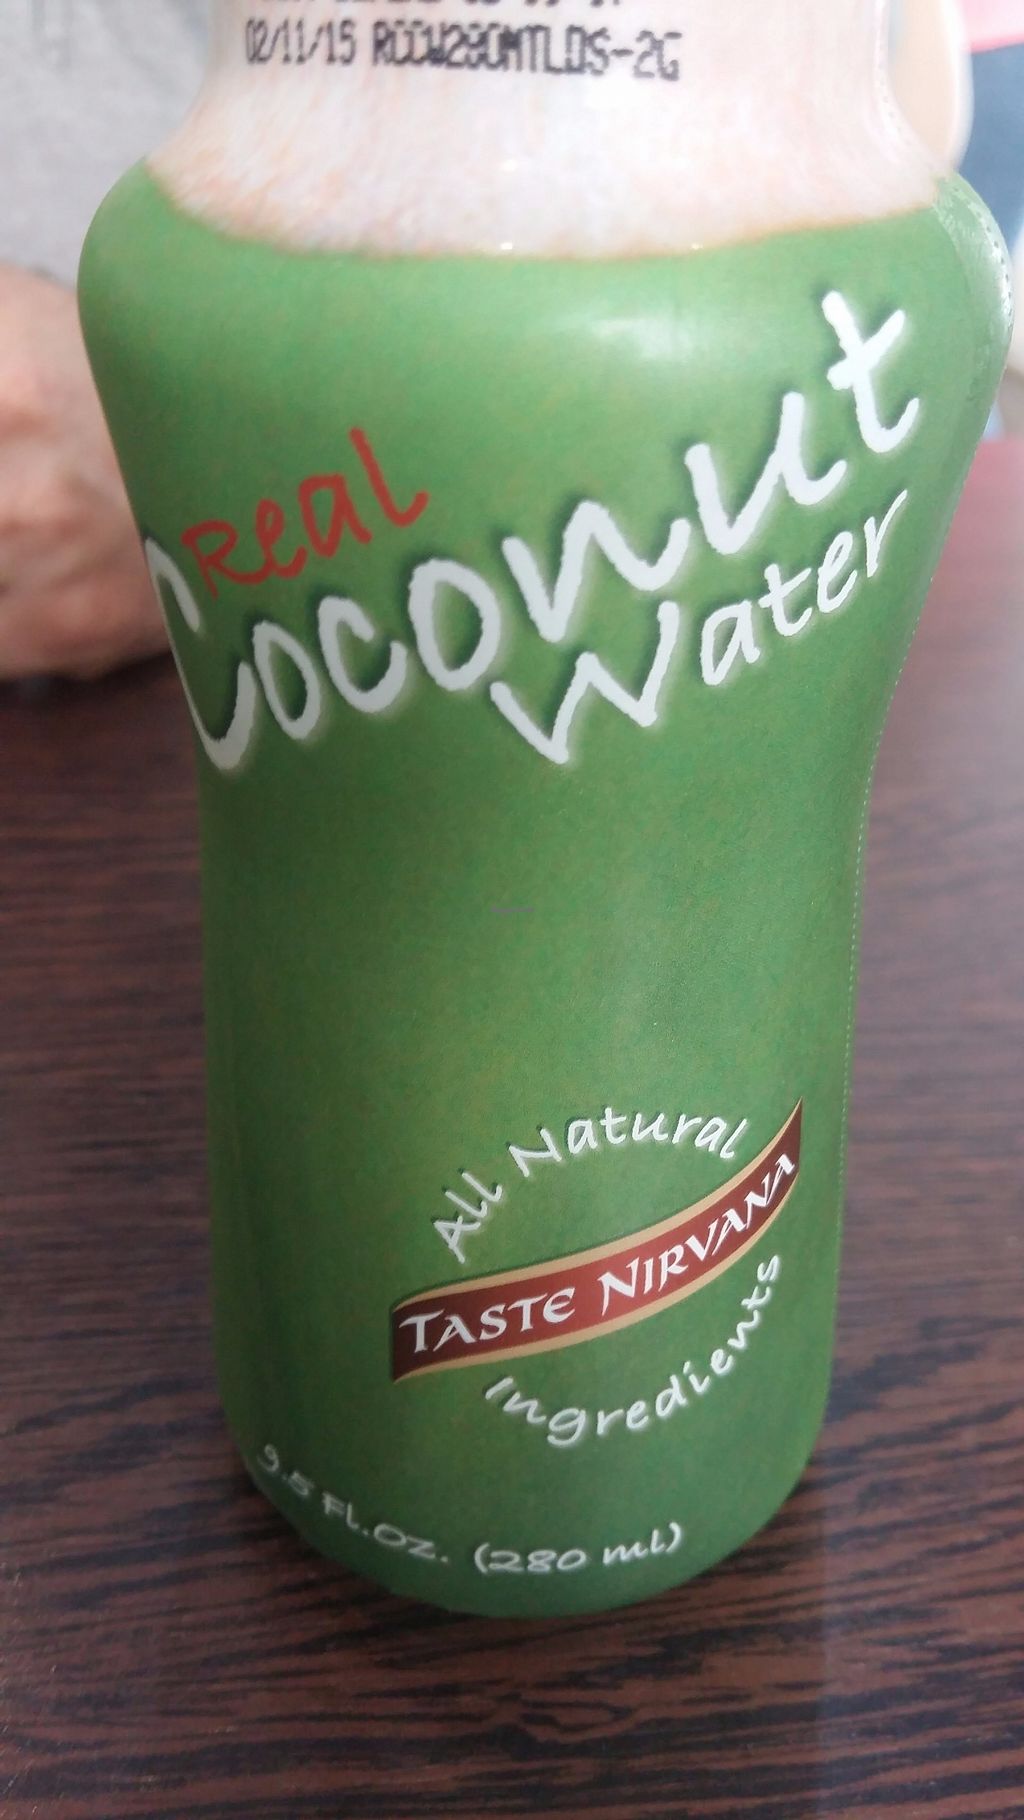 02/11/15 RCCW280MTLDS-2G
Real
Coconut
Water
All Natural
TASTE NIRVANA
Ingredients
9.5 Fl.oz. (280 ml)